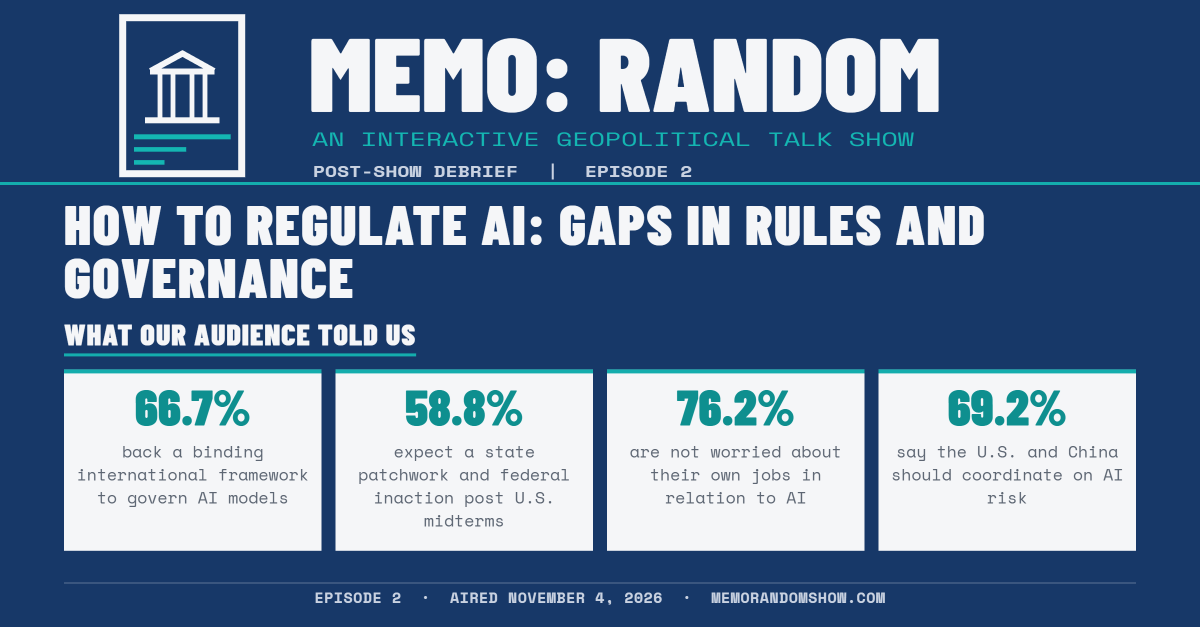 MEMO: RANDOM
AN INTERACTIVE GEOPOLITICAL TALK SHOW
POST-SHOW DEBRIEF | EPISODE 2
HOW TO REGULATE AI: GAPS IN RULES AND
GOVERNANCE
WHAT OUR AUDIENCE TOLD US
66.7%
back a binding
international framework
to govern AI models
58.8%
expect a state
patchwork and federal
inaction post U.S.
midterms
76.2%
are not worried about
their own jobs in
relation to AI
69.2%
say the U.S. and China
should coordinate on AI
risk
EPISODE 2 · AIRED NOVEMBER 4, 2026 · MEMORANDOMSHOW.COM